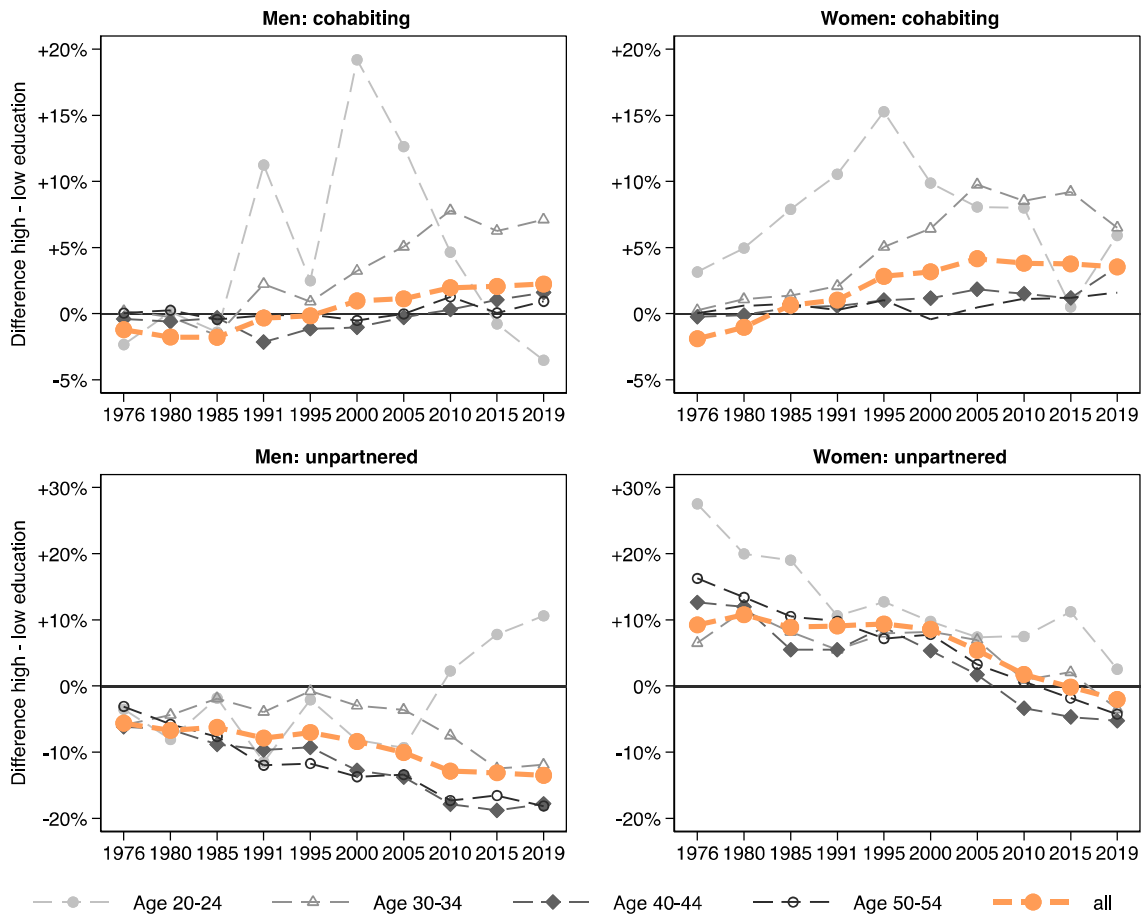 Men: cohabiting
Women: cohabiting
Difference high - low education
+20%
+15%
+10%
+5%
0%
-5%
1976 1980 1985 1991 1995 2000 2005 2010 2015 2019
+20%
+15%
+10%
+5%
0%
-5%
1976 1980 1985 1991 1995 2000 2005 2010 2015 2019
Men: unpartnered
Women: unpartnered
Difference high - low education
+30%
+20%
+10%
0%
-10%
-20%
1976 1980 1985 1991 1995 2000 2005 2010 2015 2019
+30%
+20%
+10%
0%
-10%
-20%
1976 1980 1985 1991 1995 2000 2005 2010 2015 2019
Age 20-24 Age 30-34 Age 40-44 Age 50-54 all